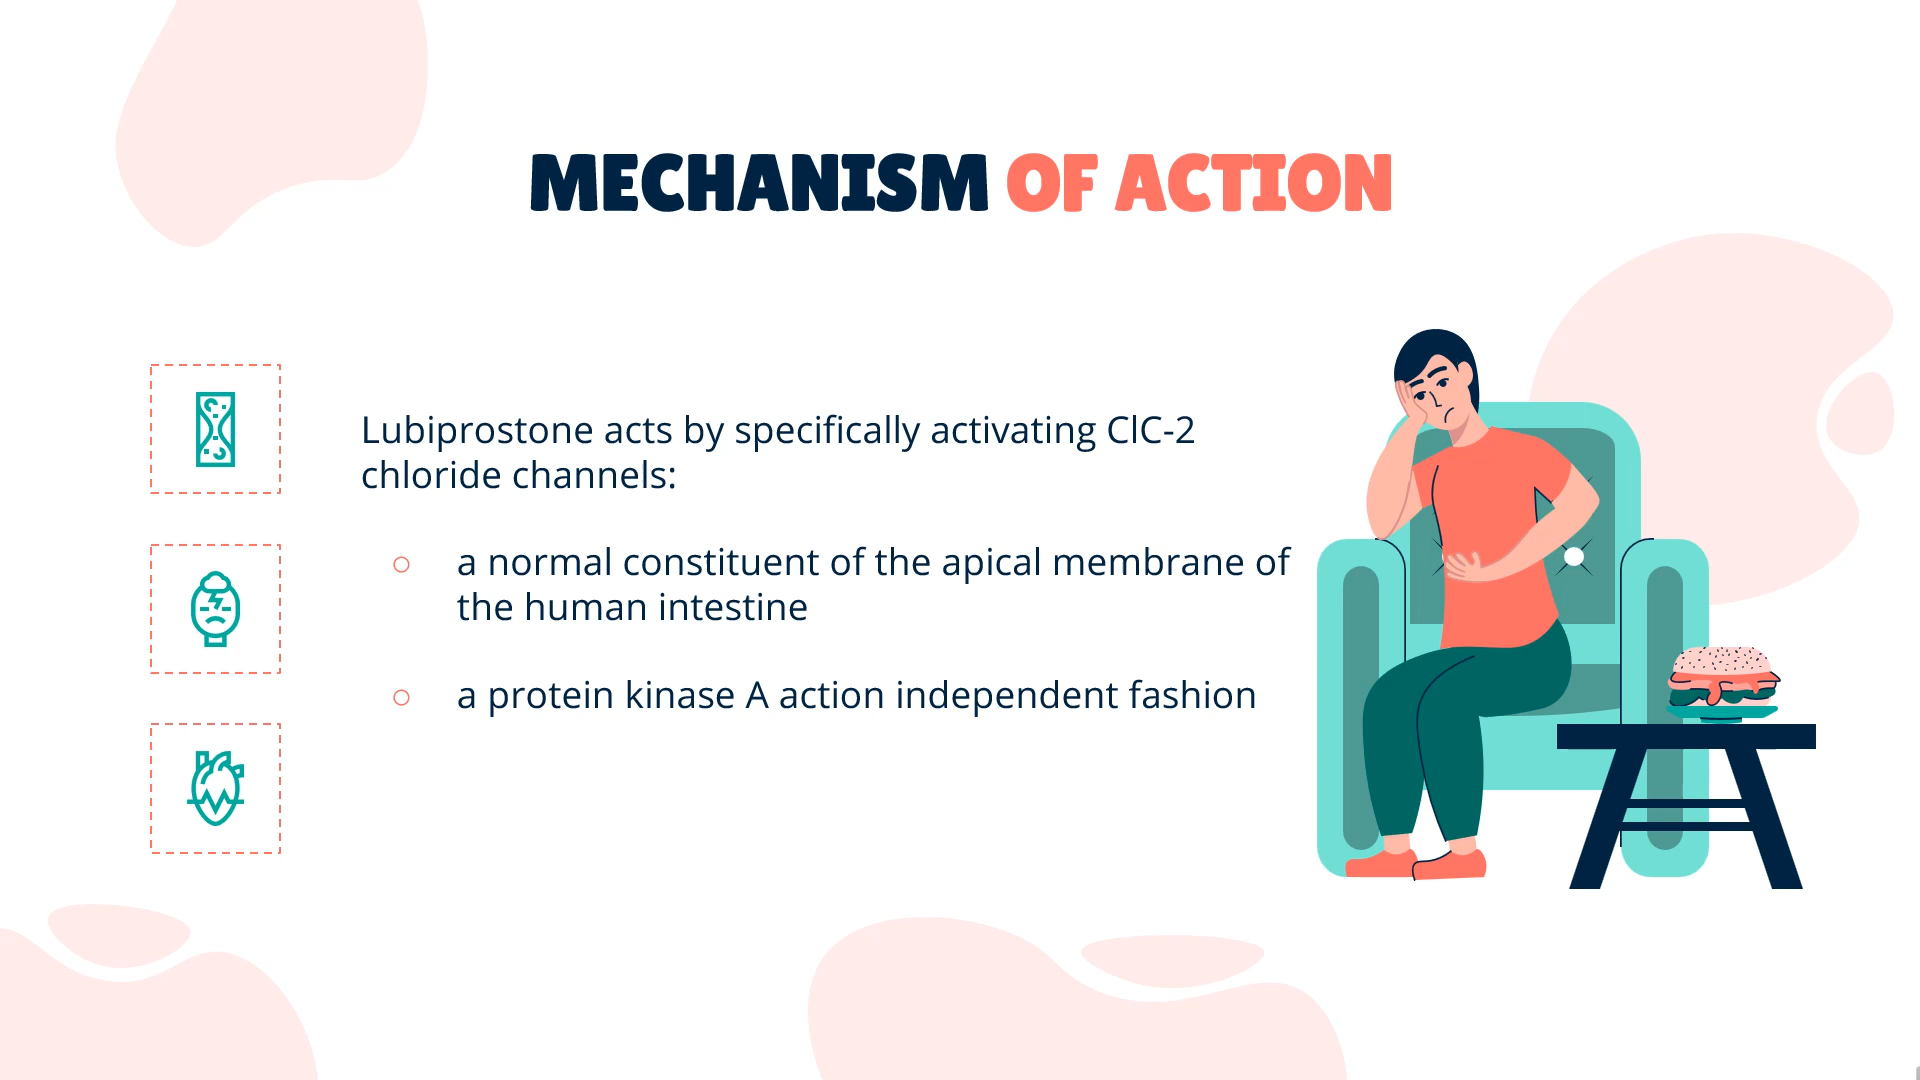 MECHANISM OF ACTION
Lubiprostone acts by specifically activating ClC-2
chloride channels:
○ a normal constituent of the apical membrane of
the human intestine
○ a protein kinase A action independent fashion